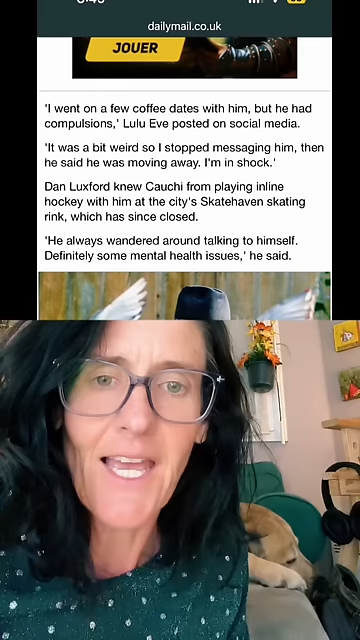 dailymail.co.uk
JOUER
'I went on a few coffee dates with him, but he had
compulsions,' Lulu Eve posted on social media.
'It was a bit weird so I stopped messaging him, then
he said he was moving away. I'm in shock.'
Dan Luxford knew Cauchi from playing inline
hockey with him at the city's Skatehaven skating
rink, which has since closed.
'He always wandered around talking to himself.
Definitely some mental health issues,' he said.